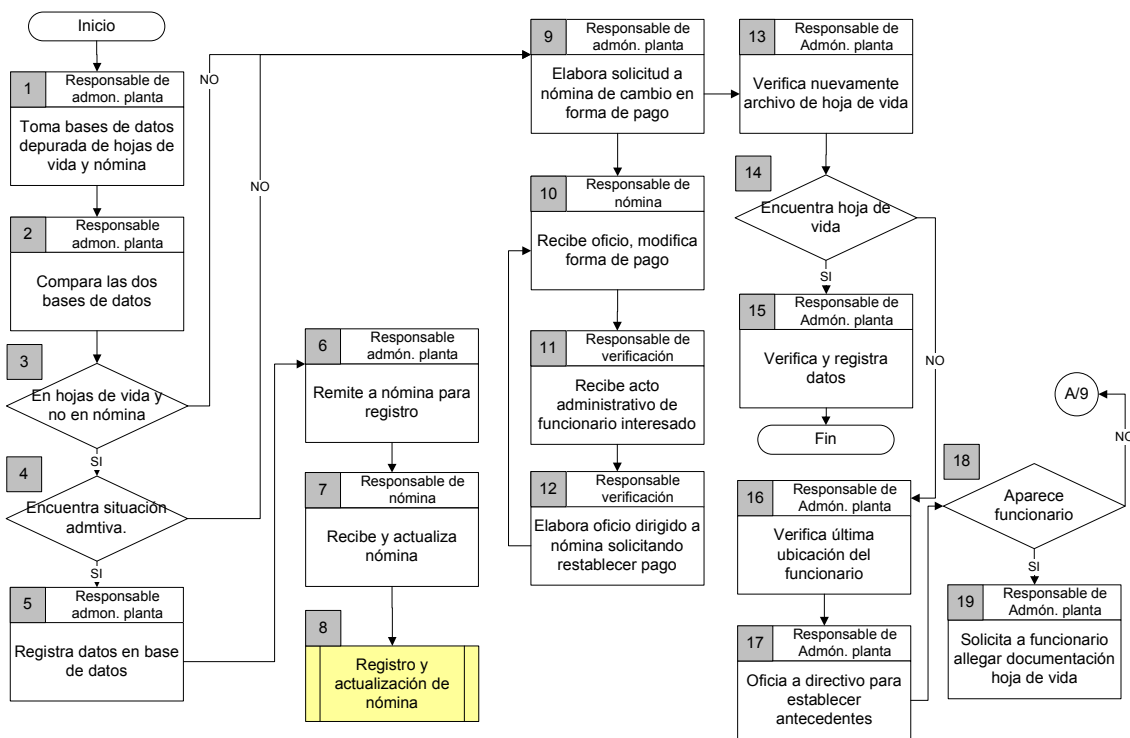 Inicio
1
Responsable de
admon. planta
Toma bases de datos
depurada de hojas de
vida y nómina
2
Responsable
admon. planta
Compara las dos
bases de datos
3
En hojas de vida y
no en nómina
NO
SI
4
Encuentra situación
admtiva.
NO
SI
5
Responsable
admon. planta
Registra datos en base
de datos
6
Responsable
admón. planta
Remite a nómina para
registro
7
Responsable de
nómina
Recibe y actualiza
nómina
8
Registro y
actualización de
nómina
9
Responsable de
admón. planta
Elabora solicitud a
nómina de cambio en
forma de pago
10
Responsable de
nómina
Recibe oficio, modifica
forma de pago
11
Responsable
de verificación
Recibe acto
administrativo de
funcionario interesado
12
Responsable
verificación
Elabora oficio dirigido a
nómina solicitando
restablecer pago
13
Responsable de
Admón. planta
Verifica nuevamente
archivo de hoja de vida
14
Encuentra hoja de
vida
SI
NO
15
Responsable de
Admón. planta
Verifica y registra
datos
Fin
16
Responsable de
Admón. planta
Verifica última
ubicación del
funcionario
17
Responsable de
Admón. planta
Oficia a directivo para
establecer
antecedentes
18
Aparece
funcionario
NO
A/9
SI
19
Responsable de
Admón. planta
Solicita a funcionario
allegar documentación
hoja de vida